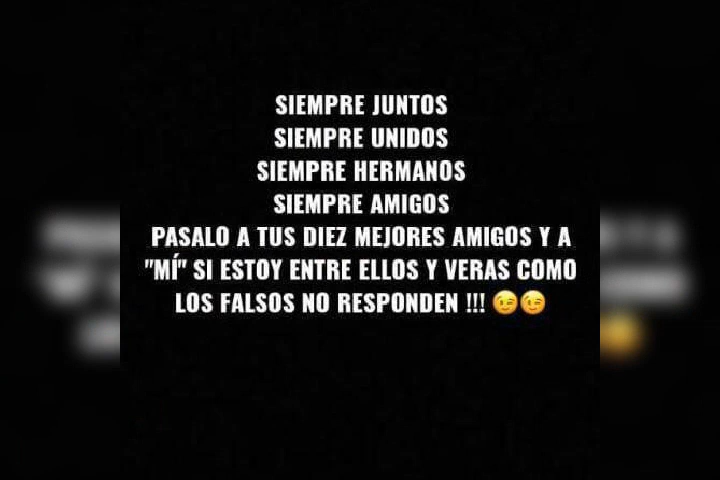 SIEMPRE JUNTOS
SIEMPRE UNIDOS
SIEMPRE HERMANOS
SIEMPRE AMIGOS
PASALO A TUS DIEZ MEJORES AMIGOS Y A
"MÍ" SI ESTOY ENTRE ELLOS Y VERAS COMO
LOS FALSOS NO RESPONDEN !!! 😉😉